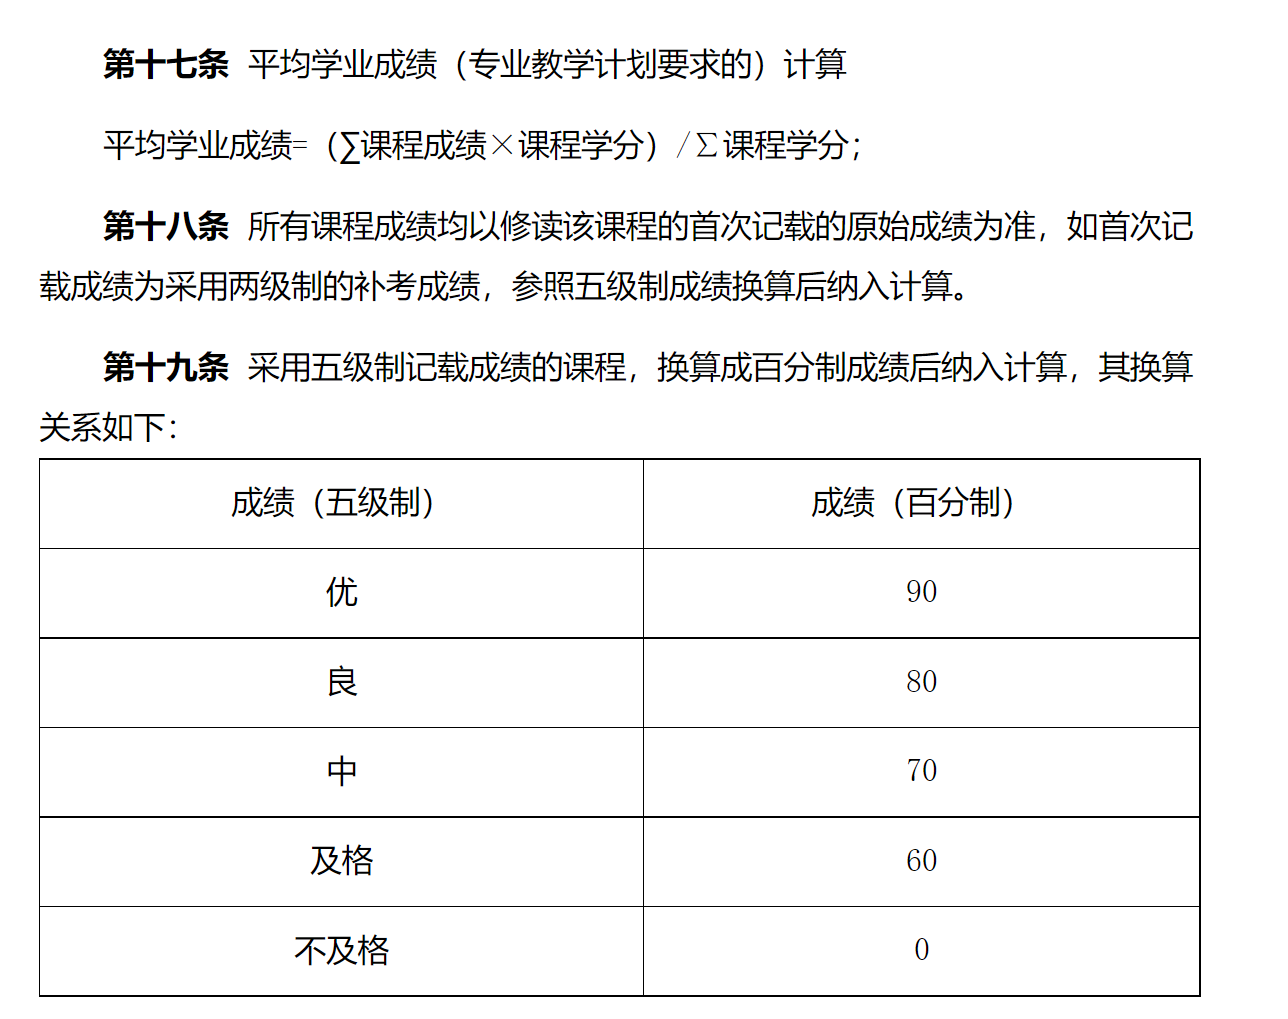 第十七条 平均学业成绩（专业教学计划要求的）计算
平均学业成绩=（∑课程成绩×课程学分）/∑课程学分；
第十八条 所有课程成绩均以修读该课程的首次记载的原始成绩为准，如首次记
载成绩为采用两级制的补考成绩，参照五级制成绩换算后纳入计算。
第十九条 采用五级制记载成绩的课程，换算成百分制成绩后纳入计算，其换算
关系如下：
成绩（五级制） 成绩（百分制）
优 90
良 80
中 70
及格 60
不及格 0